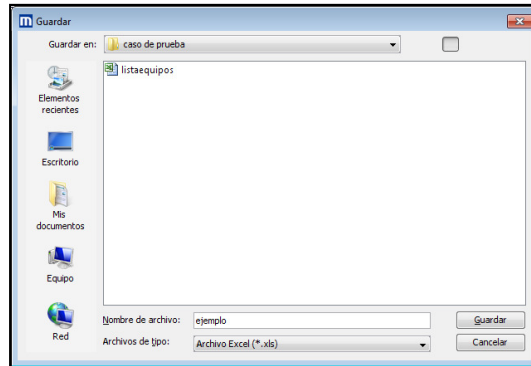 m Guardar
Guardar en: caso de prueba
listaequipos
Elementos
recientes
Escritorio
Mis
documentos
Equipo
Red
Nombre de archivo: ejemplo Guardar
Archivos de tipo: Archivo Excel (*.xls) Cancelar